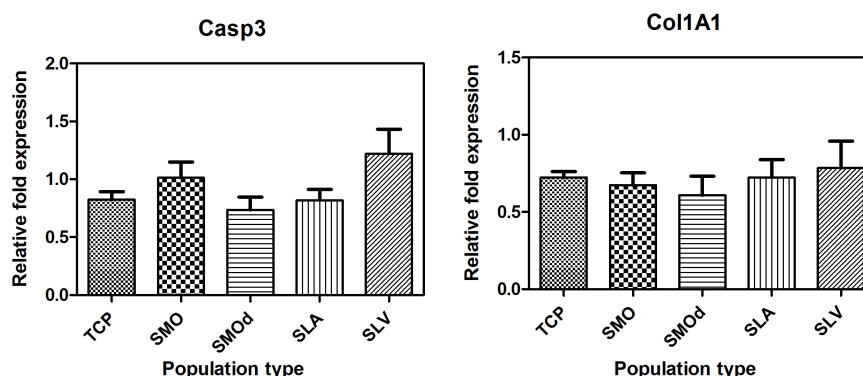 Casp3
Relative fold expression
2.0
1.5
1.0
0.5
0.0
TCP
SMO
SMOd
SLA
SLV
Population type
Col1A1
Relative fold expression
1.5
1.0
0.5
0.0
TCP
SMO
SMOd
SLA
SLV
Population type